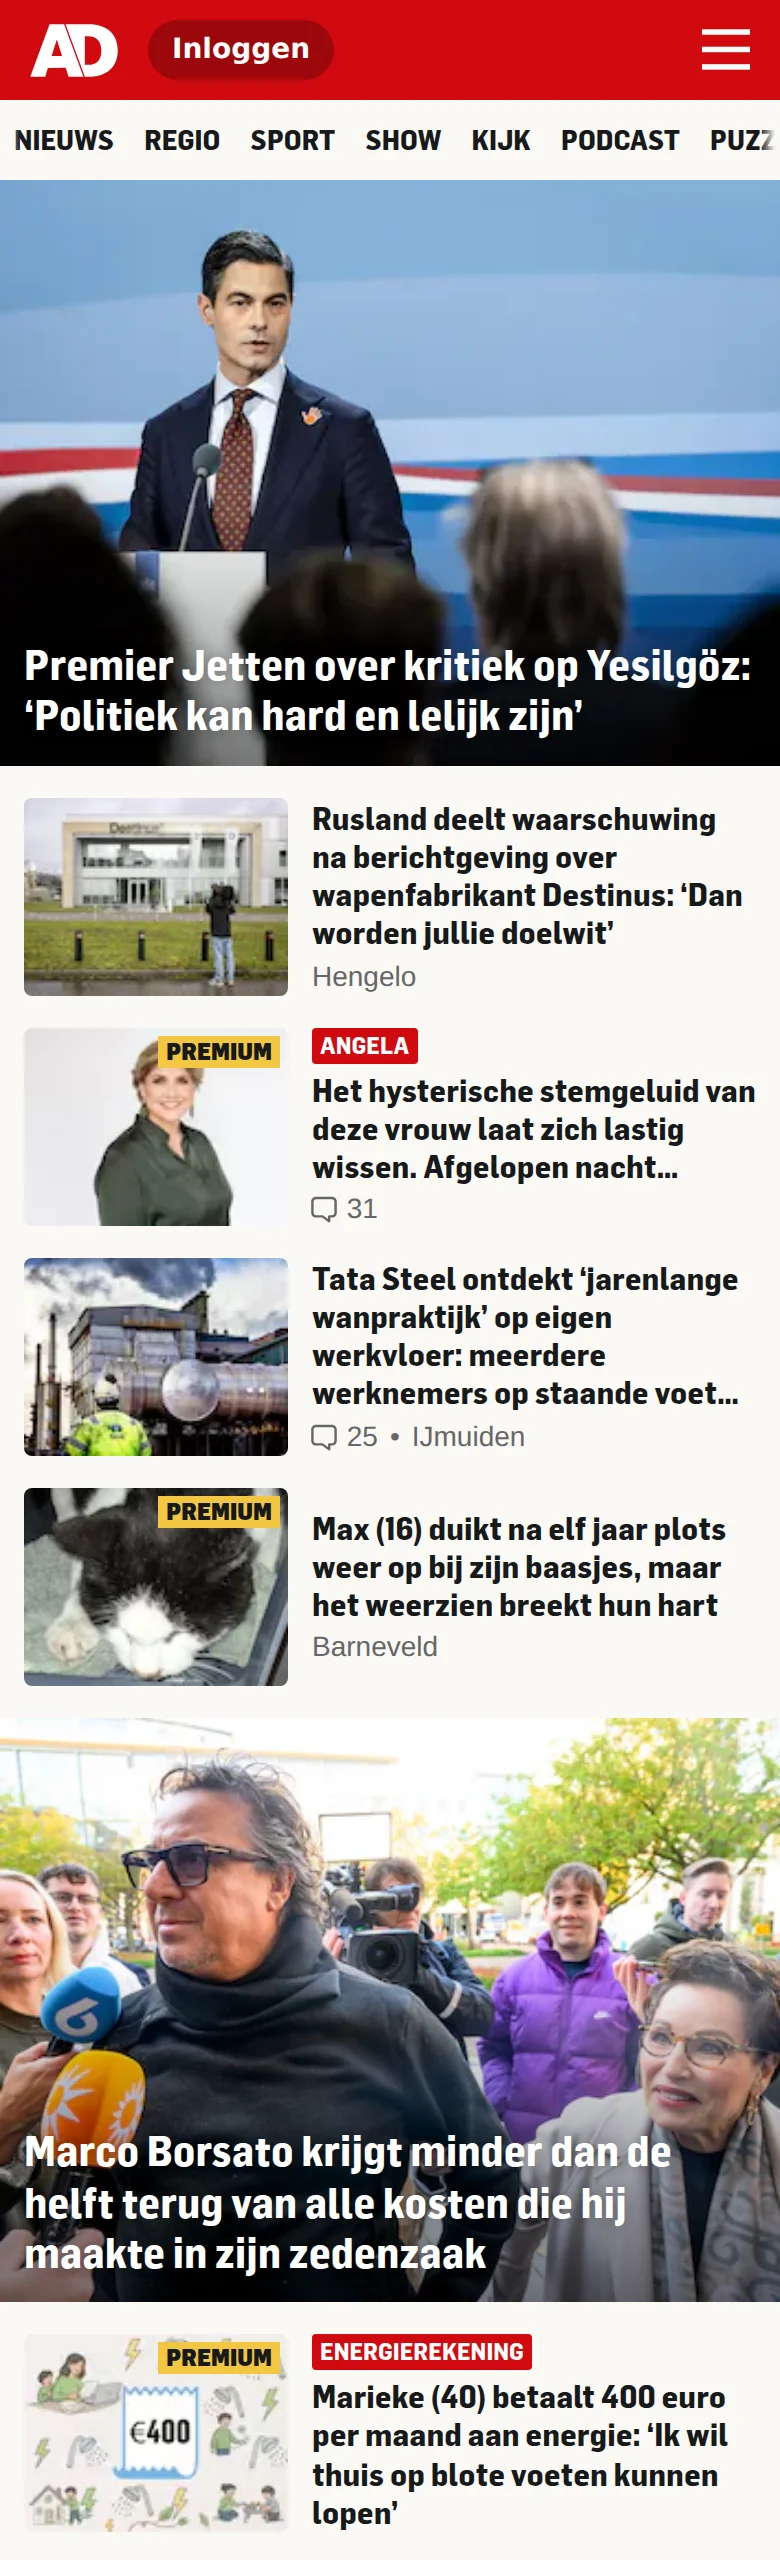 AD
Inloggen
NIEUWS REGIO SPORT SHOW KIJK PODCAST PUZZ
Premier Jetten over kritiek op Yesilgöz:
‘Politiek kan hard en lelijk zijn’
Destinus
Rusland deelt waarschuwing
na berichtgeving over
wapenfabrikant Destinus: ‘Dan
worden jullie doelwit’
Hengelo
PREMIUM
ANGELA
Het hysterische stemgeluid van
deze vrouw laat zich lastig
wissen. Afgelopen nacht...
31
Tata Steel ontdekt ‘jarenlange
wanpraktijk’ op eigen
werkvloer: meerdere
werknemers op staande voet...
25 • IJmuiden
PREMIUM
Max (16) duikt na elf jaar plots
weer op bij zijn baasjes, maar
het weerzien breekt hun hart
Barneveld
6
Marco Borsato krijgt minder dan de
helft terug van alle kosten die hij
maakte in zijn zedenzaak
PREMIUM
€400
ENERGIEREKENING
Marieke (40) betaalt 400 euro
per maand aan energie: ‘Ik wil
thuis op blote voeten kunnen
lopen’